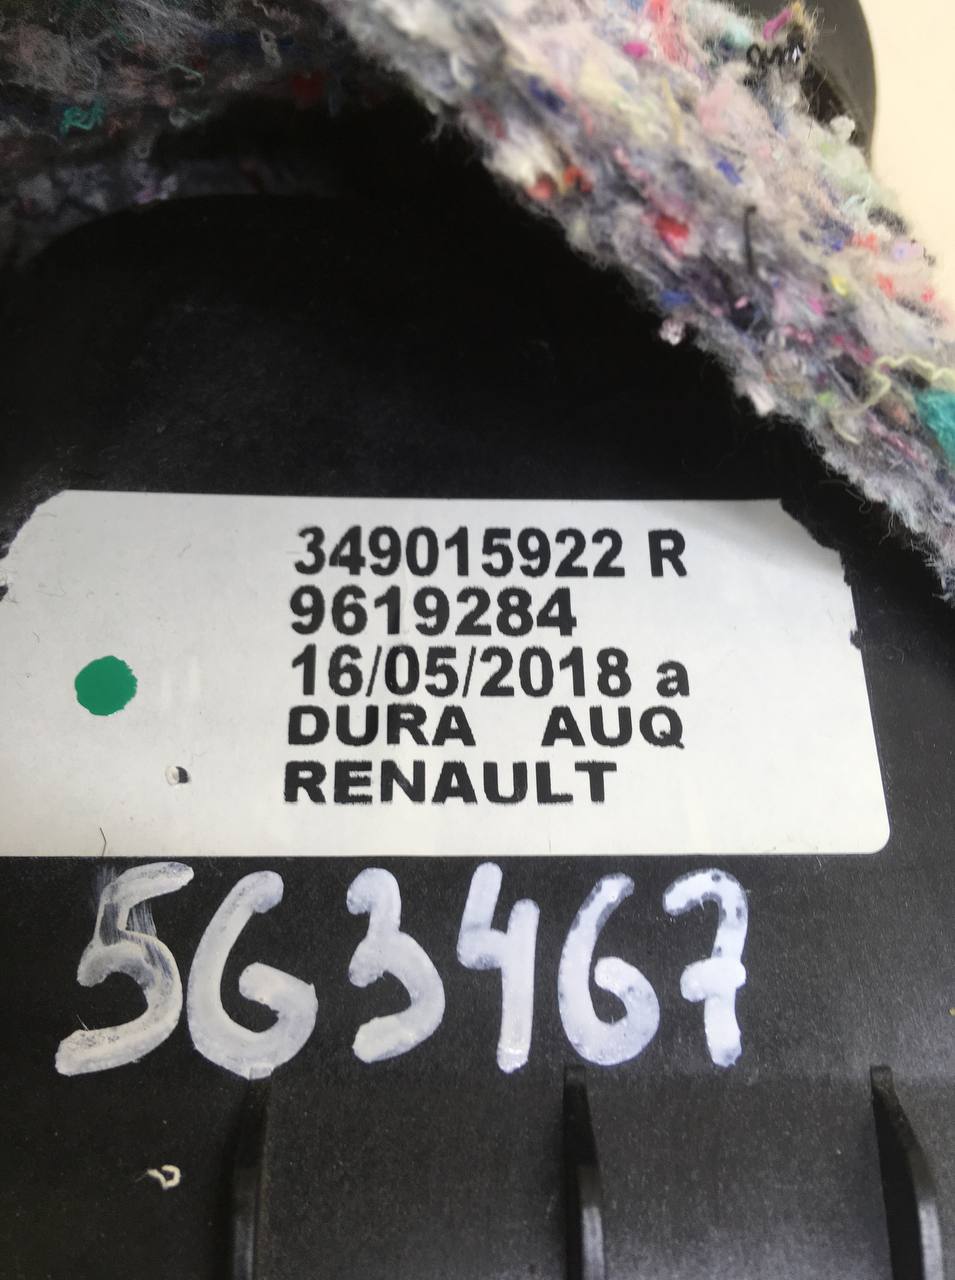 349015922 R
9619284
16/05/2018 a
DURA AUQ
RENAULT
563467